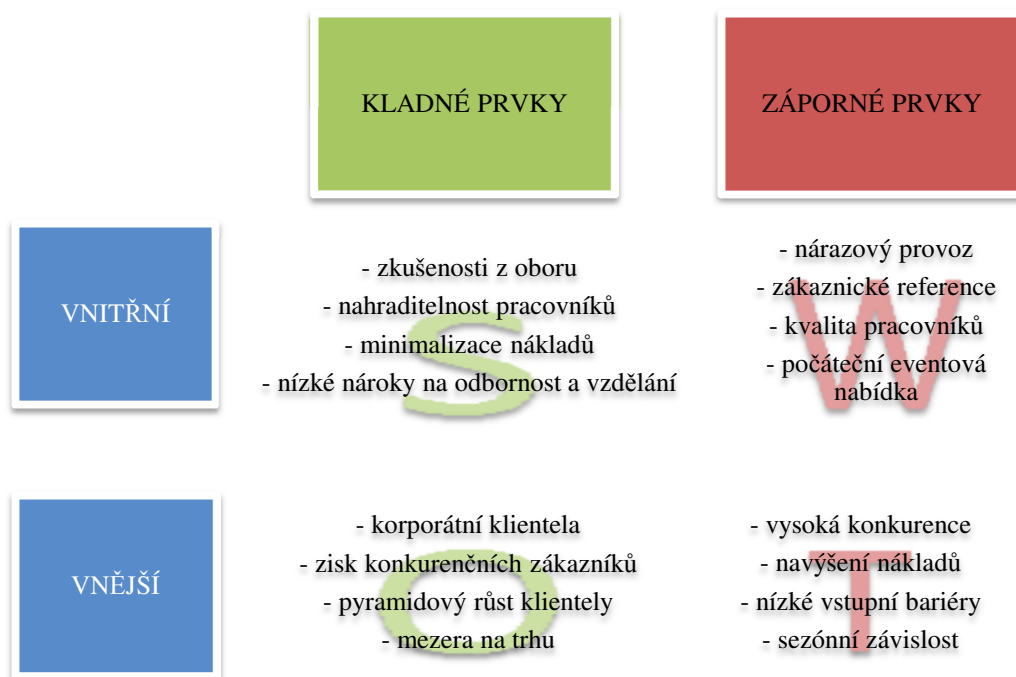 KLADNÉ PRVKY
ZÁPORNÉ PRVKY
VNITŘNÍ
- zkušenosti z oboru
- nahraditelnost pracovníků
- minimalizace nákladů
- nízké nároky na odbornost a vzdělání
S
- nárazový provoz
- zákaznické reference
- kvalita pracovníků
- počáteční eventová
nabídka
W
VNĚJŠÍ
- korporátní klientela
- zisk konkurenčních zákazníků
- pyramidový růst klientely
- mezera na trhu
O
- vysoká konkurence
- navýšení nákladů
- nízké vstupní bariéry
- sezónní závislost
T